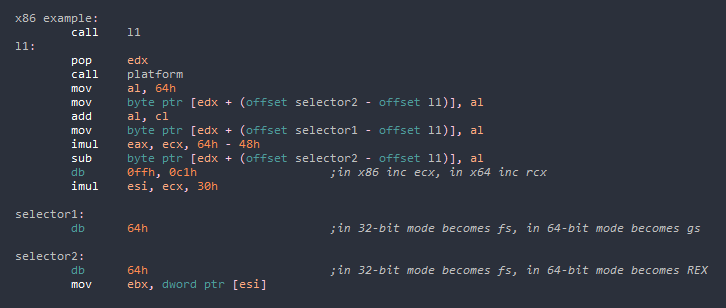 x86 example:
call l1
l1:
pop edx
call platform
mov al, 64h
mov byte ptr [edx + (offset selector2 - offset l1)], al
add al, cl
mov byte ptr [edx + (offset selector1 - offset l1)], al
imul eax, ecx, 64h - 48h
sub byte ptr [edx + (offset selector2 - offset l1)], al
db 0ffh, 0c1h ;in x86 inc ecx, in x64 inc rcx
imul esi, ecx, 30h
selector1:
db 64h ;in 32-bit mode becomes fs, in 64-bit mode becomes gs
selector2:
db 64h ;in 32-bit mode becomes fs, in 64-bit mode becomes REX
mov ebx, dword ptr [esi]